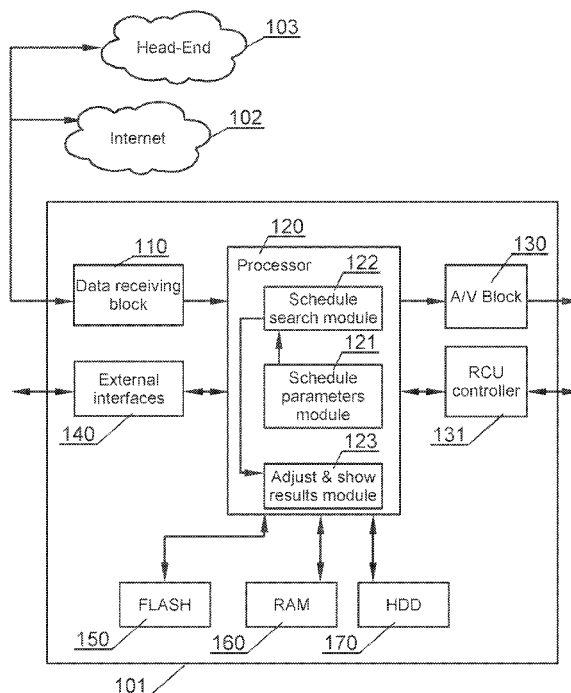 103
Head-End
Internet
102
120
110
Processor
122
130
Data receiving
block
Schedule
search module
A/V Block
121
External
interfaces
Schedule
parameters module
RCU
controller
140
123
131
Adjust & show
results module
FLASH
RAM
HDD
150
160
170
101